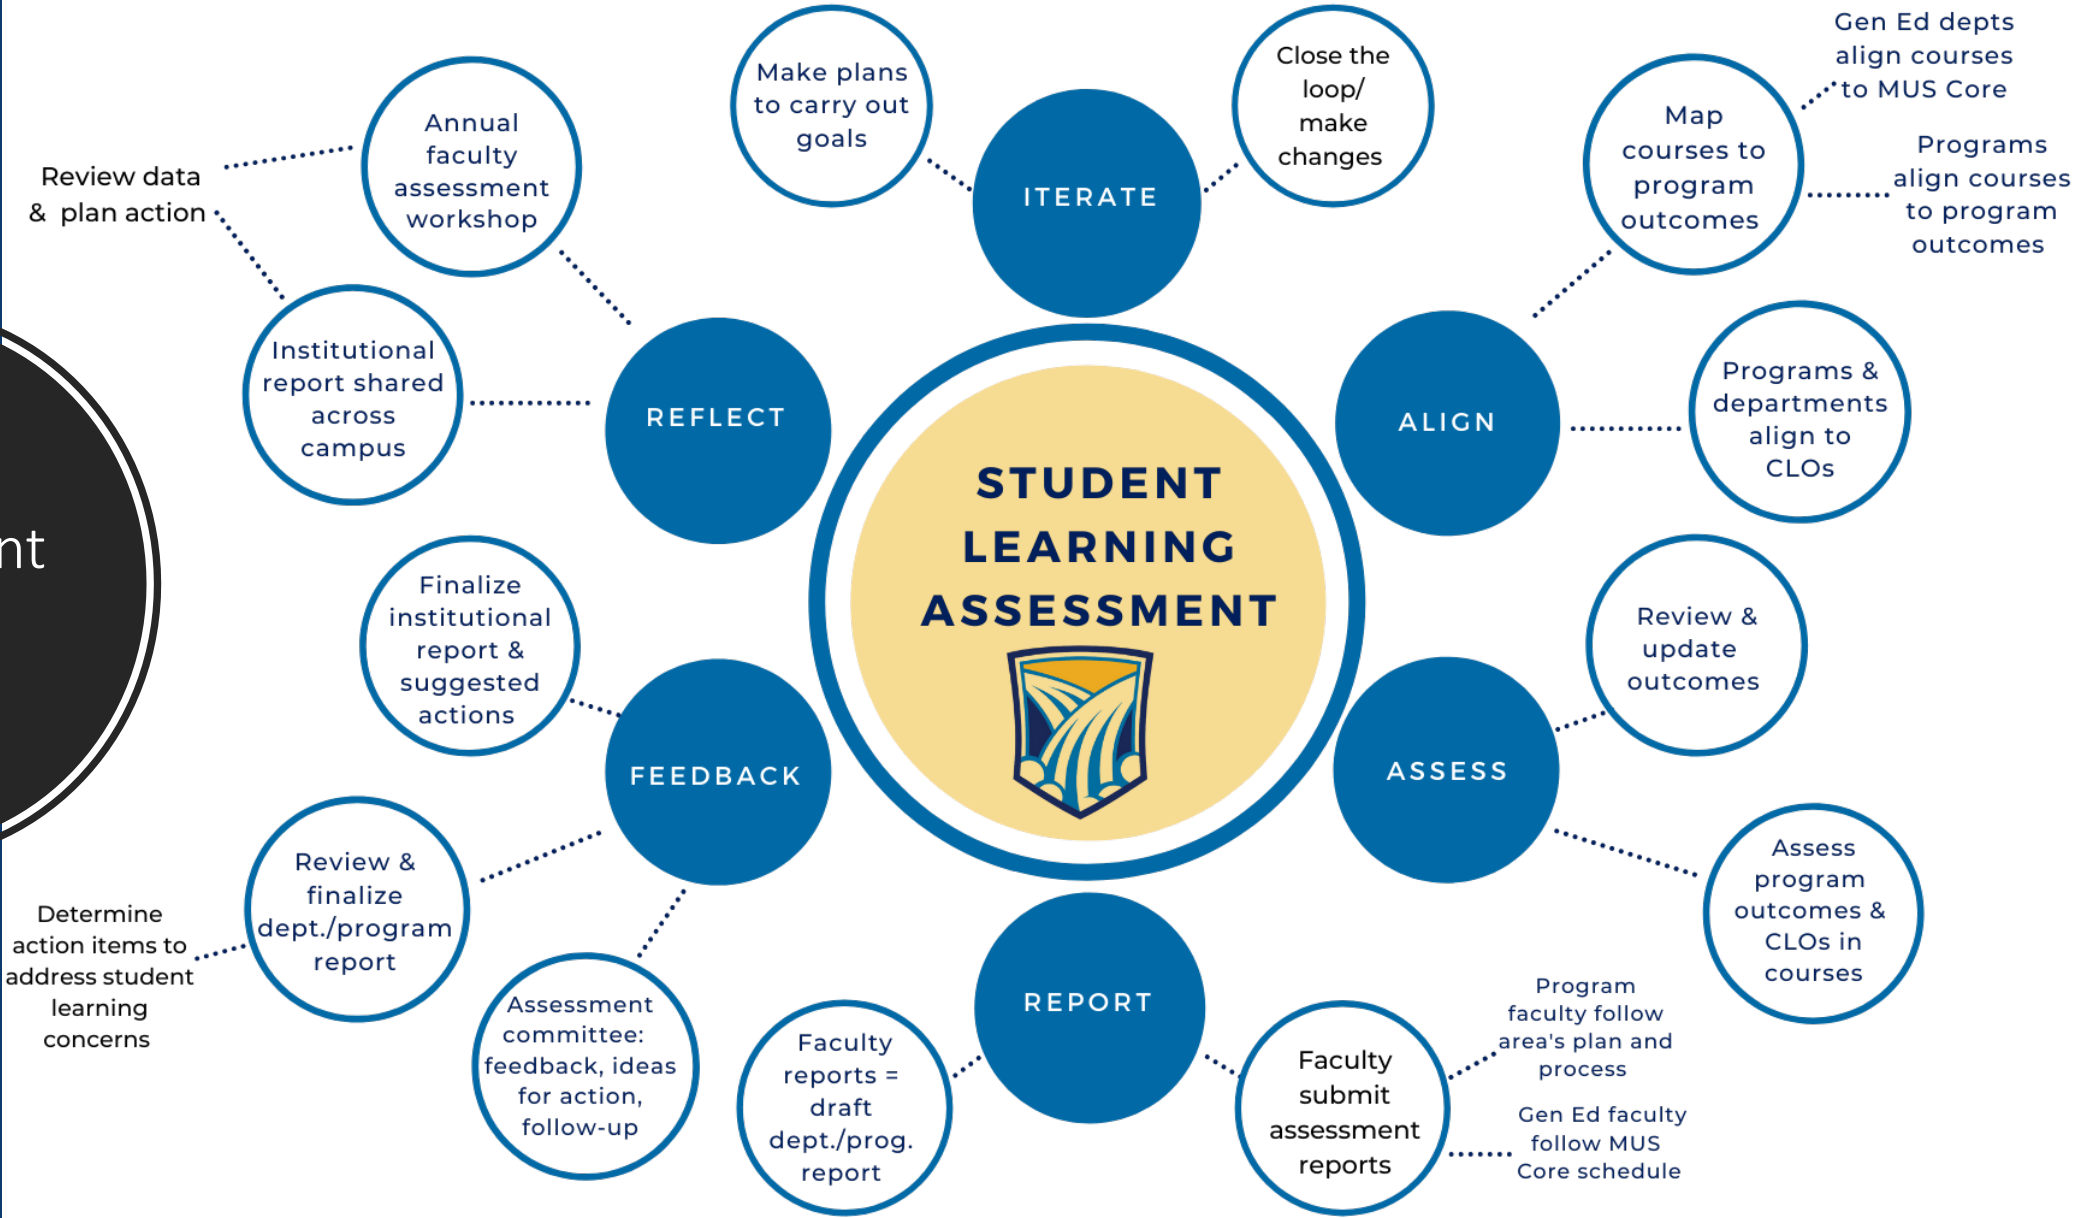 nt
STUDENT
LEARNING
ASSESSMENT
ITERATE
Make plans
to carry out
goals
Close the
loop/
make
changes
ALIGN
Map
courses to
program
outcomes
Gen Ed depts
align courses
to MUS Core
Programs
align courses
to program
outcomes
Programs &
departments
align to
CLOs
ASSESS
Review &
update
outcomes
Assess
program
outcomes &
CLOs in
courses
REPORT
Faculty
submit
assessment
reports
Program
faculty follow
area's plan and
process
Gen Ed faculty
follow MUS
Core schedule
Faculty
reports =
draft
dept./prog.
report
FEEDBACK
Assessment
committee:
feedback, ideas
for action,
follow-up
Review &
finalize
dept./program
report
Determine
action items to
address student
learning
concerns
Finalize
institutional
report &
suggested
actions
REFLECT
Institutional
report shared
across
campus
Annual
faculty
assessment
workshop
Review data
& plan action